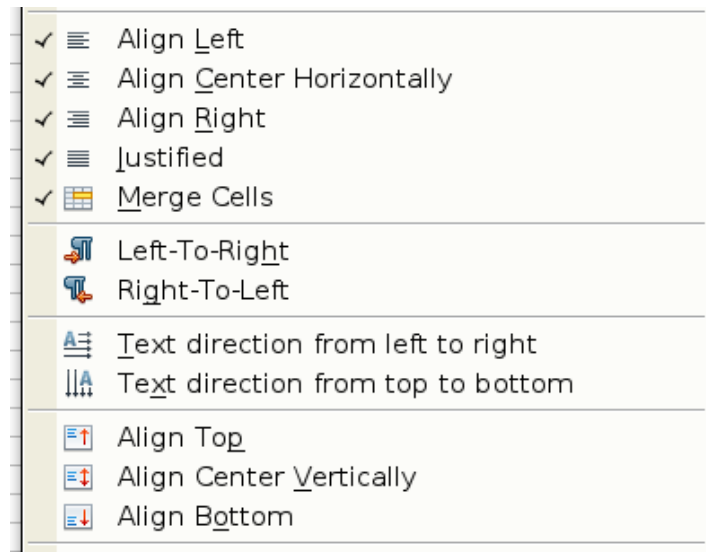 Align Left
Align Center Horizontally
Align Right
Justified
Merge Cells
Left-To-Right
Right-To-Left
Text direction from left to right
Text direction from top to bottom
Align Top
Align Center Vertically
Align Bottom